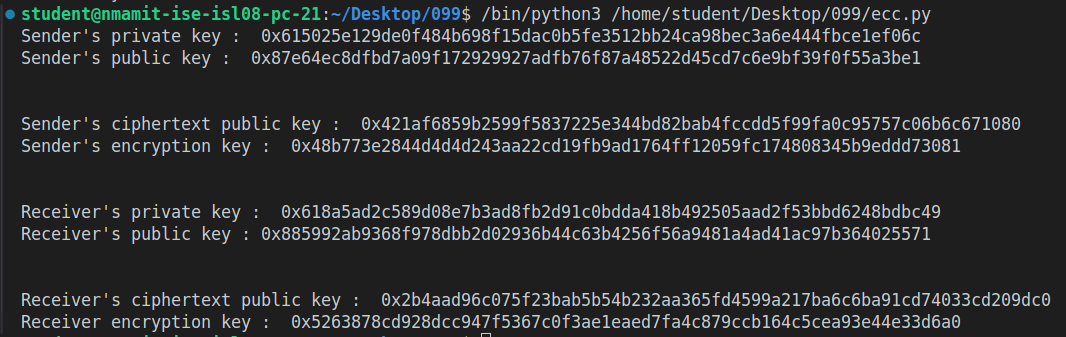 student@nmamit-ise-isl08-pc-21:~/Desktop/099$ /bin/python3 /home/student/Desktop/099/ecc.py
Sender's private key :  0x615025e129de0f484b698f15dac0b5fe3512bb24ca98bec3a6e444fbce1ef06c
Sender's public key :  0x87e64ec8dfbd7a09f172929927adfb76f87a48522d45cd7c6e9bf39f0f55a3be1
Sender's ciphertext public key :  0x421af6859b2599f5837225e344bd82bab4fccdd5f99fa0c95757c06b6c671080
Sender's encryption key :  0x48b773e2844d4d4d243aa22cd19fb9ad1764ff12059fc174808345b9eddd73081
Receiver's private key :  0x618a5ad2c589d08e7b3ad8fb2d91c0bdda418b492505aad2f53bbd6248bdbc49
Receiver's public key : 0x885992ab9368f978dbb2d02936b44c63b4256f56a9481a4ad41ac97b364025571
Receiver's ciphertext public key :  0x2b4aad96c075f23bab5b54b232aa365fd4599a217ba6c6ba91cd74033cd209dc0
Receiver encryption key :  0x5263878cd928dcc947f5367c0f3ae1eaed7fa4c879ccb164c5cea93e44e33d6a0